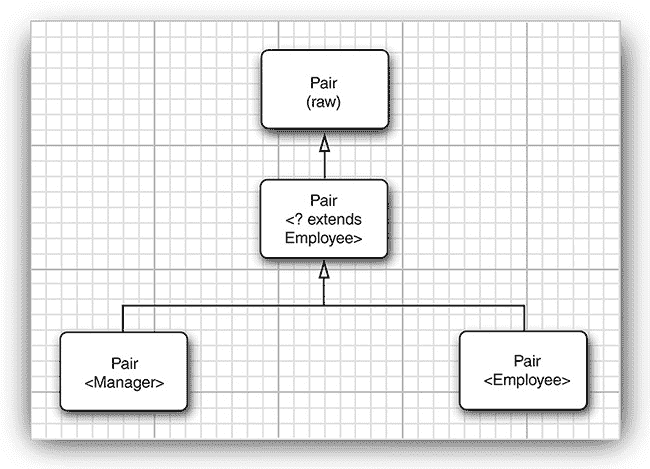 Pair
(raw)
Pair
<? extends
Employee>
Pair
<Manager>
Pair
<Employee>